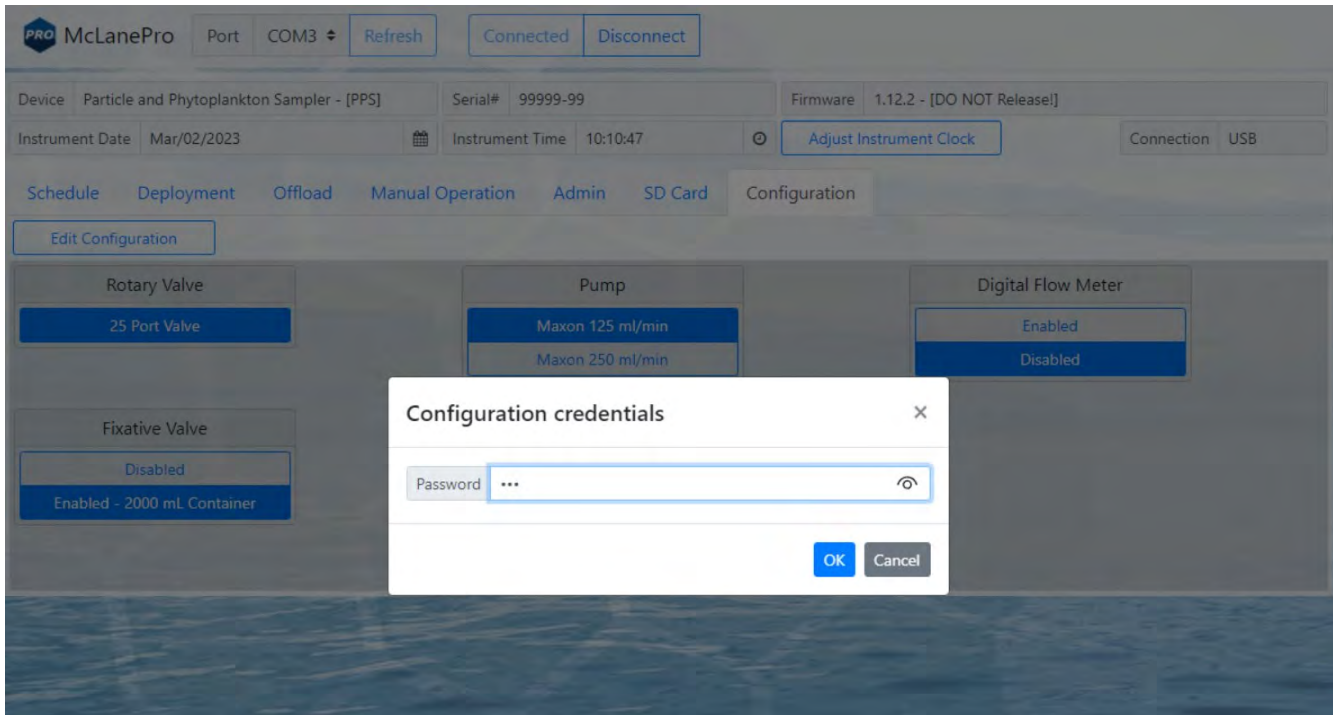 PRO McLanePro Port COM3 Refresh Connected Disconnect
Device Particle and Phytoplankton Sampler - [PPS] Serial# 99999-99 Firmware 1.12.2 - [DO NOT Release!]
Instrument Date Mar/02/2023 Instrument Time 10:10:47 Adjust Instrument Clock Connection USB
Schedule Deployment Offload Manual Operation Admin SD Card Configuration
Edit Configuration
Rotary Valve Pump Digital Flow Meter
25 Port Valve Maxon 125 ml/min Enabled
Maxon 250 ml/min Disabled
Configuration credentials ×
Fixative Valve
Disabled
Password •••
Enabled - 2000 mL Container
OK Cancel